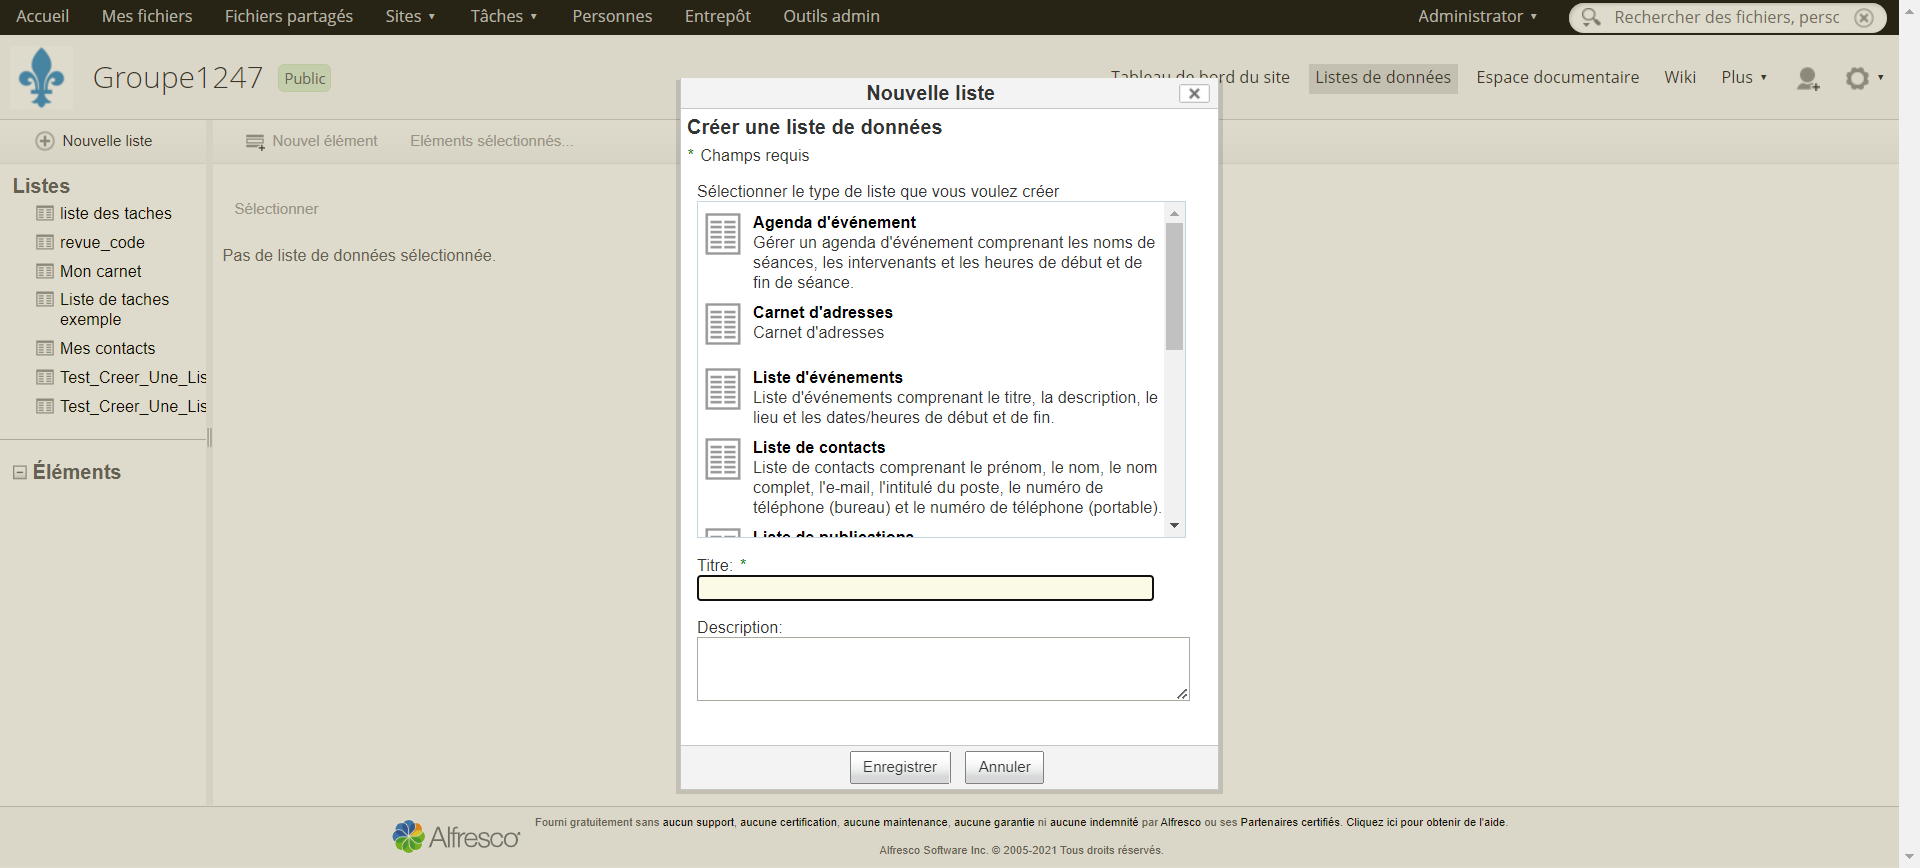 Accueil Mes fichiers Fichiers partagés Sites Tâches Personnes Entrepôt Outils admin Administrator Rechercher des fichiers, persc
Groupe1247 Public
Tableau de bord du site Listes de données Espace documentaire Wiki Plus
Nouvelle liste
Nouvel élément Eléments sélectionnés...
Listes
liste des taches
revue_code
Mon carnet
Liste de taches
exemple
Mes contacts
Test_Creer_Une_Lis
Test_Creer_Une_Lis
Éléments
Sélectionner
Pas de liste de données sélectionnée.
Nouvelle liste
Créer une liste de données
* Champs requis
Sélectionner le type de liste que vous voulez créer
Agenda d'événement
Gérer un agenda d'événement comprenant les noms de
séances, les intervenants et les heures de début et de
fin de séance.
Carnet d'adresses
Carnet d'adresses
Liste d'événements
Liste d'événements comprenant le titre, la description, le
lieu et les dates/heures de début et de fin.
Liste de contacts
Liste de contacts comprenant le prénom, le nom, le nom
complet, l'e-mail, l'intitulé du poste, le numéro de
téléphone (bureau) et le numéro de téléphone (portable).
Liste de publications
Titre: *
Description:
Enregistrer Annuler
Alfresco
Fourni gratuitement sans aucun support, aucune certification, aucune maintenance, aucune garantie ni aucune indemnité par Alfresco ou ses Partenaires certifiés. Cliquez ici pour obtenir de l'aide.
Alfresco Software Inc. © 2005-2021 Tous droits réservés.